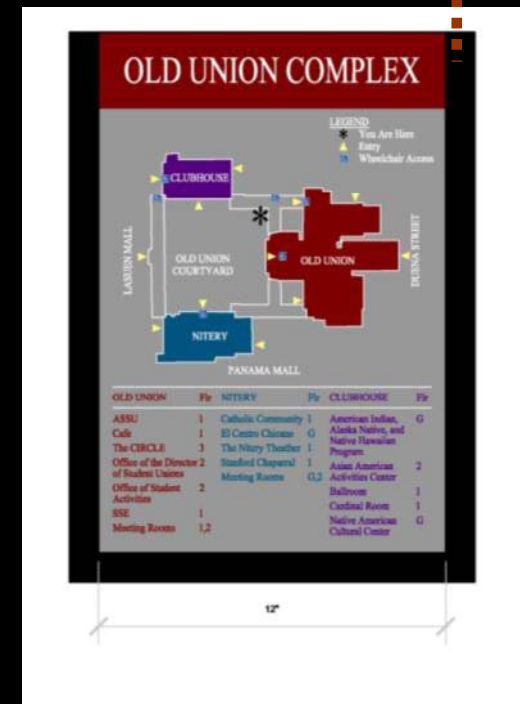 OLD UNION COMPLEX
LEGEND
You Are Here
Entry
Wheelchair Access
CLUBHOUSE
LASUEN MALL
OLD UNION
COURTYARD
OLD UNION
DUENA STREET
NITERY
PANAMA MALL
OLD UNION Flr
ASSU 1
Cafe 1
The CIRCLE 3
Office of the Director 2
of Student Unions
Office of Student 2
Activities
SSE 1
Meeting Rooms 1,2
NITERY Flr
Catholic Community 1
El Centro Chicano G
The Nitery Theather 1
Stanford Chaparral 1
Meeting Rooms G,2
CLUBHOUSE Flr
American Indian, G
Alaska Native, and
Native Hawaiian
Program
Asian American 2
Activities Center
Ballroom 1
Cardinal Room 1
Native American G
Cultural Center
12"